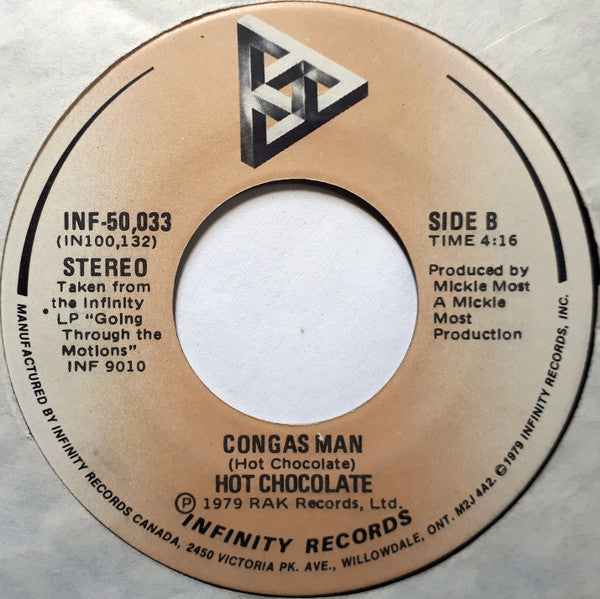 INF-50,033
(IN100,132)
STEREO
Taken from
the Infinity
LP "Going
Through the
Motions"
INF 9010
SIDE B
TIME 4:16
Produced by
Mickie Most
A Mickie
Most
Production
CONGAS MAN
(Hot Chocolate)
HOT CHOCOLATE
Ⓟ 1979 RAK Records, Ltd.
INFINITY RECORDS
MANUFACTURED BY INFINITY RECORDS CANADA, 2450 VICTORIA PK. AVE., WILLOWDALE, ONT. M2J 4A2. ©1979 INFINITY RECORDS, INC.